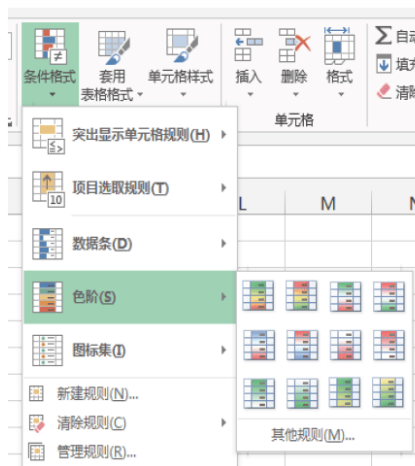 条件格式 套用 单元格样式 插入 删除 格式 自动
表格格式 填充
清除
单元格
突出显示单元格规则(H)
10
项目选取规则(T)
L M N
数据条(D)
色阶(S)
图标集(I)
新建规则(N)...
清除规则(C)
管理规则(R)...
其他规则(M)...